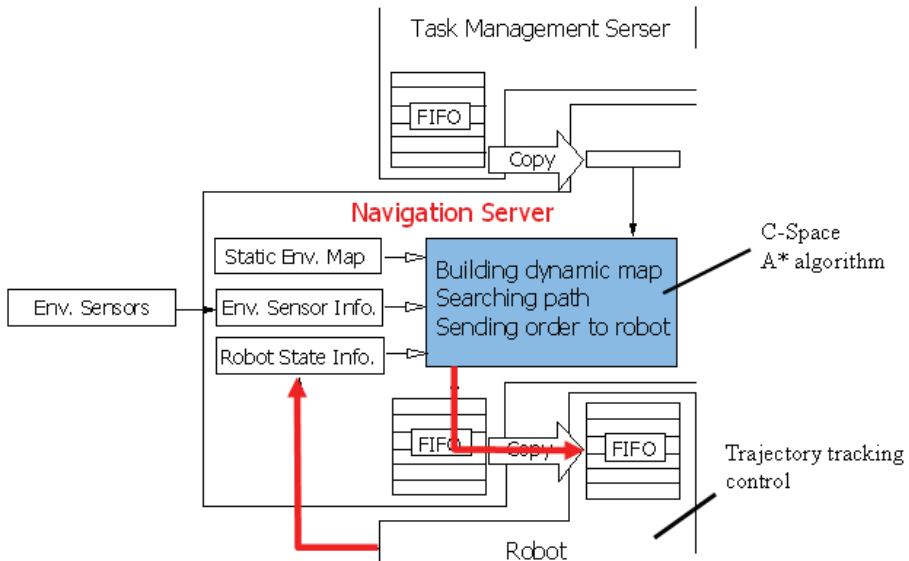 Task Management Serser
FIFO
Copy
Navigation Server
Static Env. Map
Building dynamic map
Searching path
Sending order to robot
C-Space
A* algorithm
Env. Sensors
Env. Sensor Info.
Robot State Info.
FIFO
Copy
FIFO
Trajectory tracking
control
Robot